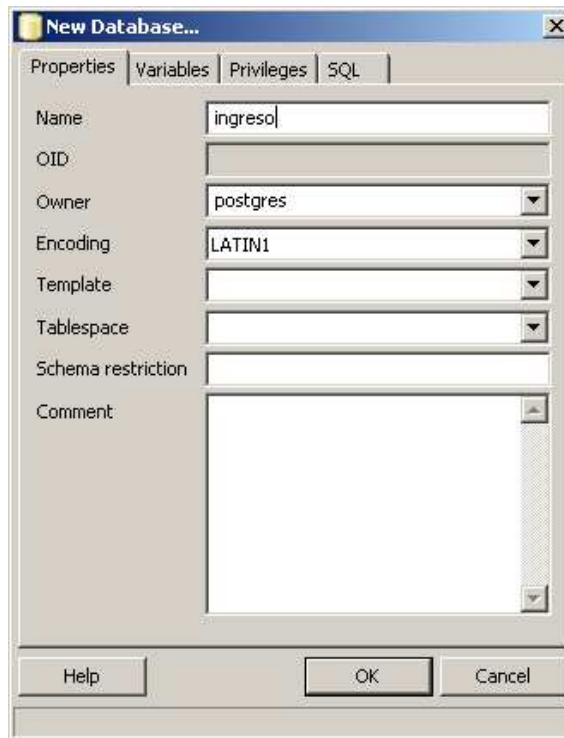 New Database...
Properties Variables Privileges SQL
Name ingreso
OID
Owner postgres
Encoding LATIN1
Template
Tablespace
Schema restriction
Comment
Help OK Cancel